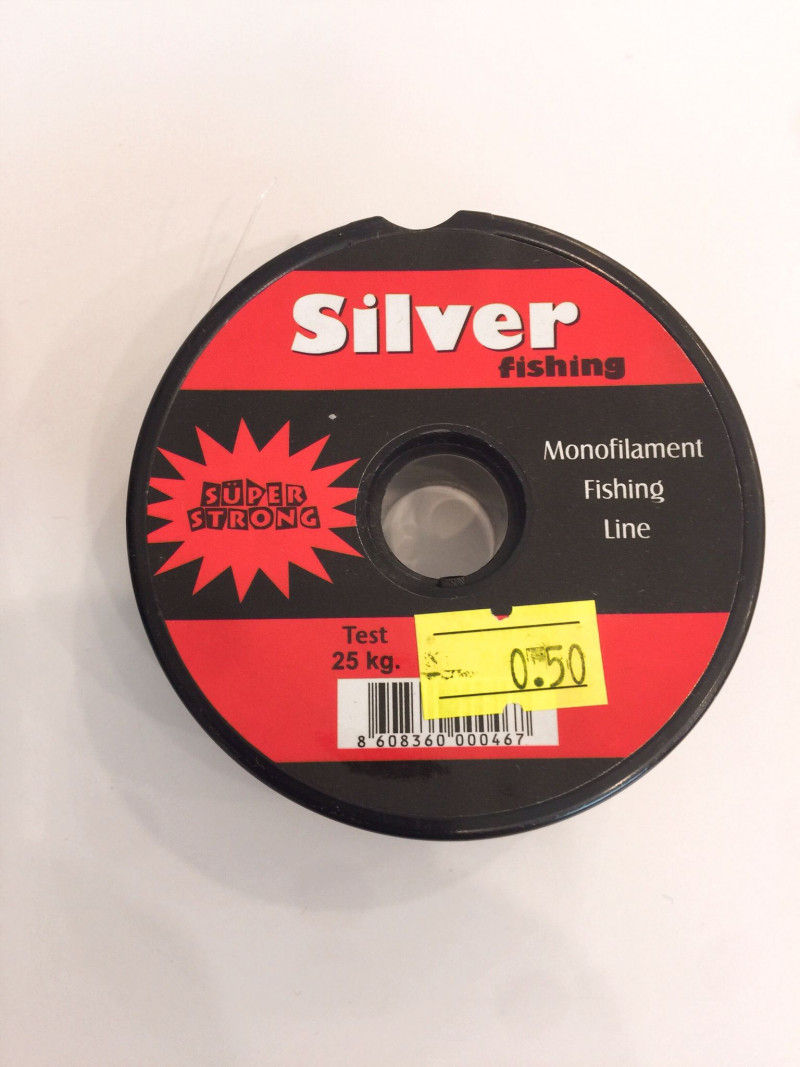 Silver
fishing
SÜPER
STRONG
Monofilament
Fishing
Line
Test
25 kg.
0.50
8 608360 000467